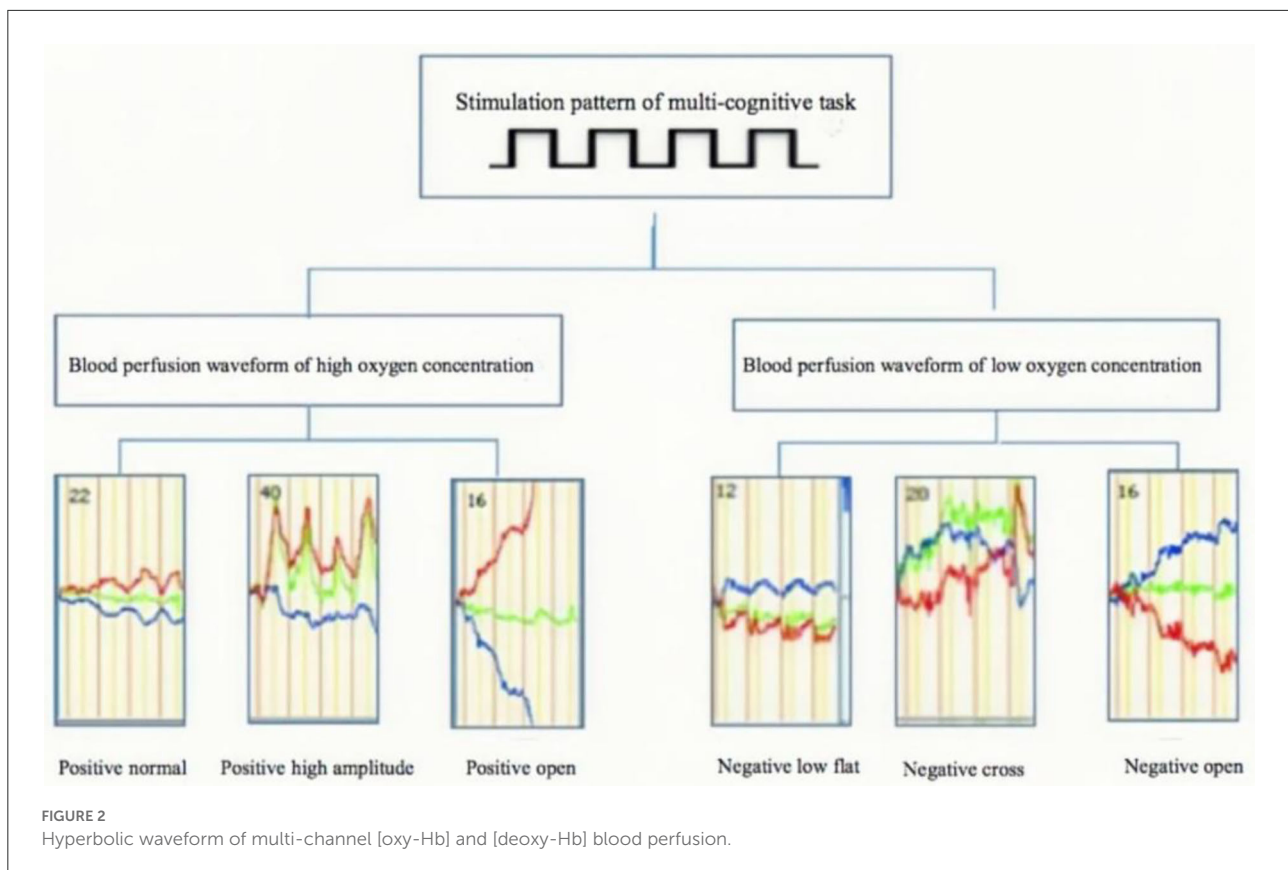 Stimulation pattern of multi-cognitive task
Blood perfusion waveform of high oxygen concentration
Blood perfusion waveform of low oxygen concentration
22
40
16
12
20
16
Positive normal
Positive high amplitude
Positive open
Negative low flat
Negative cross
Negative open
FIGURE 2
Hyperbolic waveform of multi-channel [oxy-Hb] and [deoxy-Hb] blood perfusion.